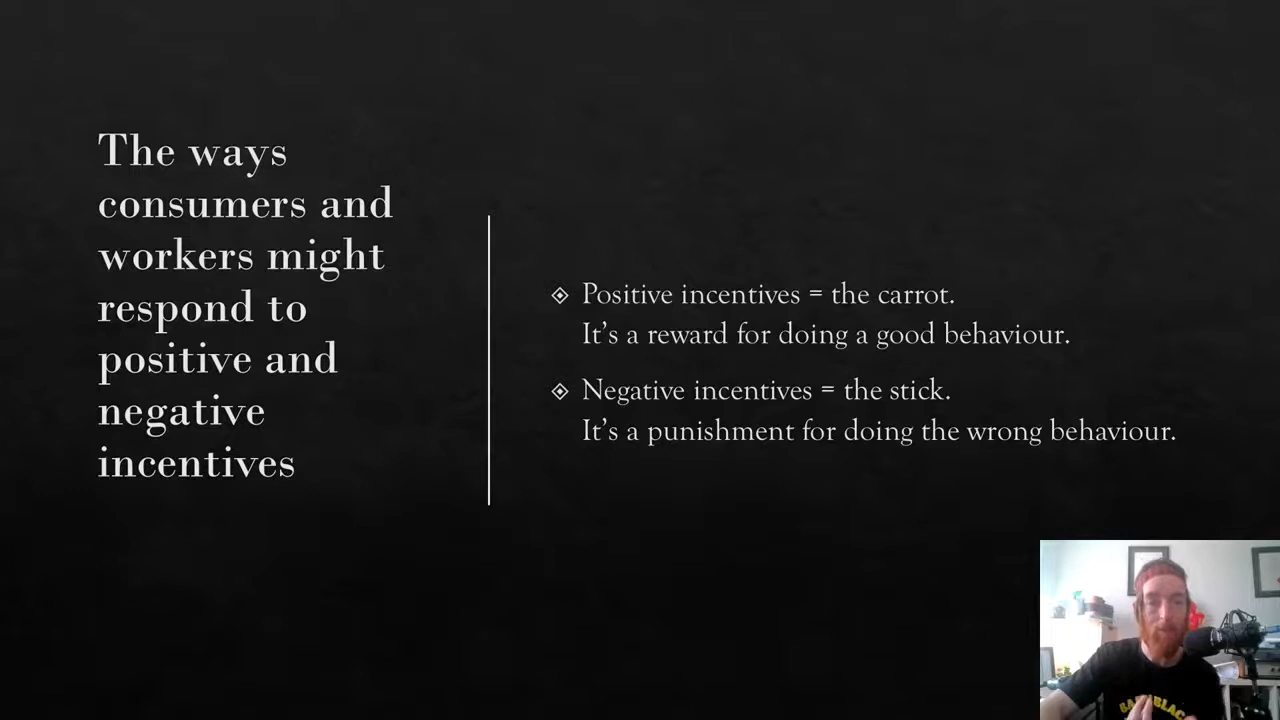 The ways
consumers and
workers might
respond to
positive and
negative
incentives
Positive incentives = the carrot.
It's a reward for doing a good behaviour.
Negative incentives = the stick.
It's a punishment for doing the wrong behaviour.